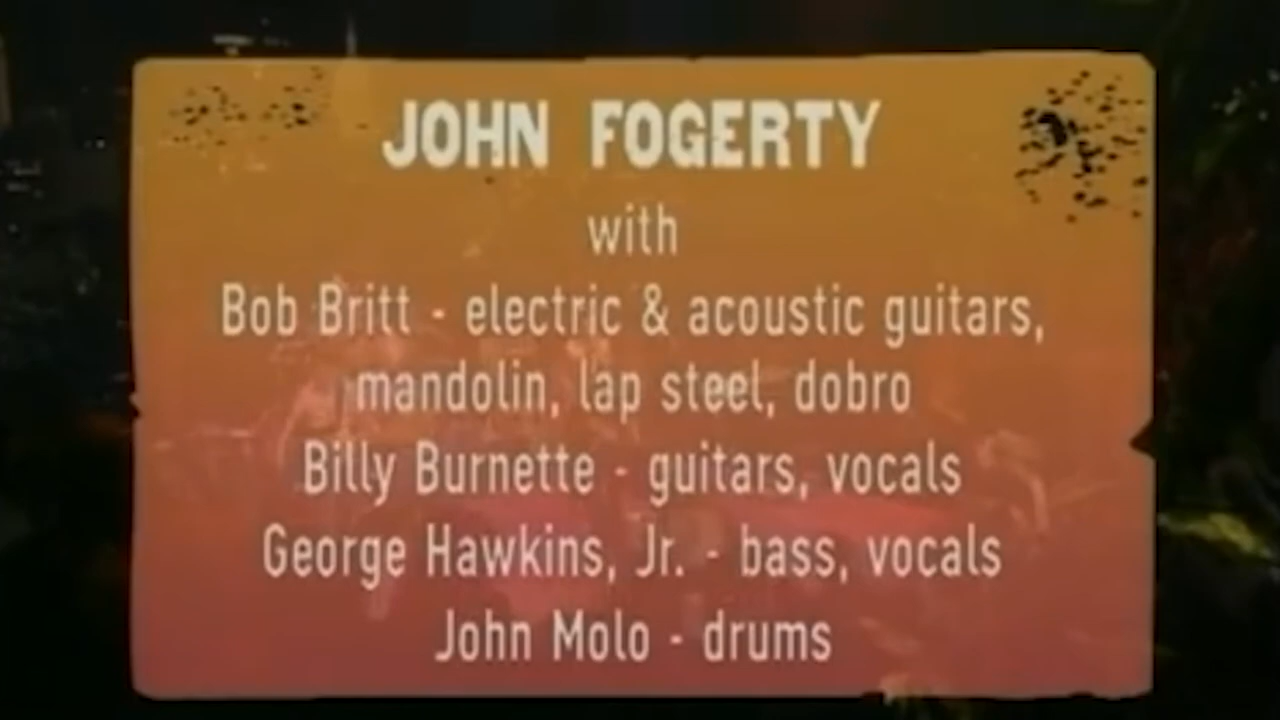 JOHN FOGERTY
with
Bob Britt - electric & acoustic guitars,
mandolin, lap steel, dobro
Billy Burnette - guitars, vocals
George Hawkins, Jr. - bass, vocals
John Molo - drums